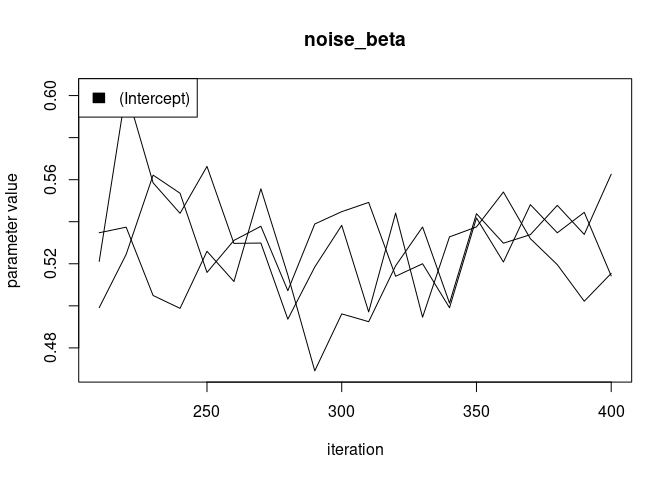 noise_beta
(Intercept)
0.60
0.56
0.52
0.48
parameter value
250 300 350 400
iteration